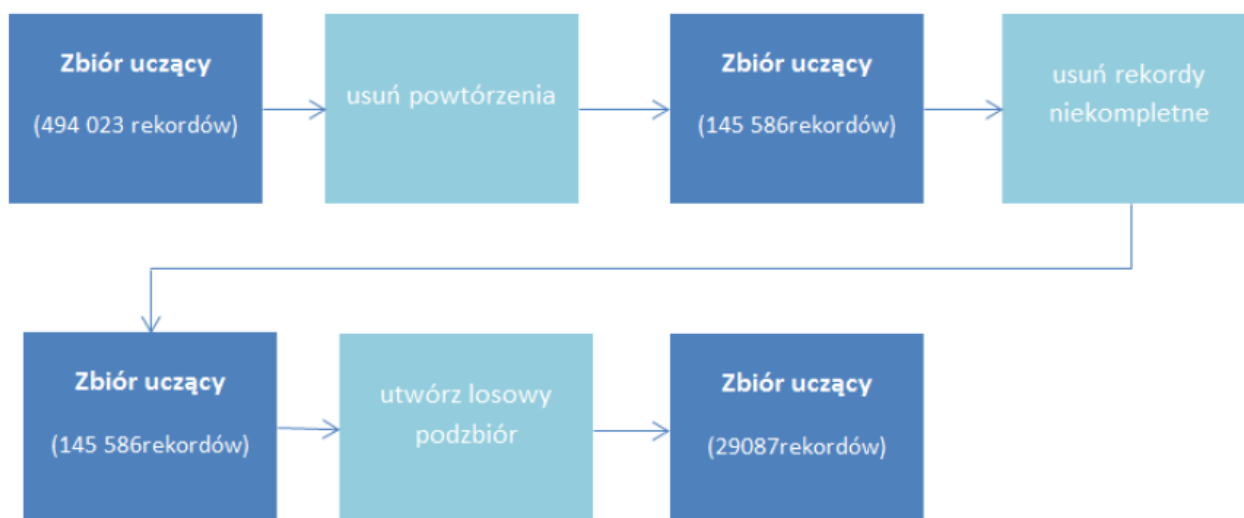 Zbiór uczący
(494 023 rekordów)
usuń powtórzenia
Zbiór uczący
(145 586rekordów)
usuń rekordy
niekompletne
Zbiór uczący
(145 586rekordów)
utwórz losowy
podzbiór
Zbiór uczący
(29087rekordów)